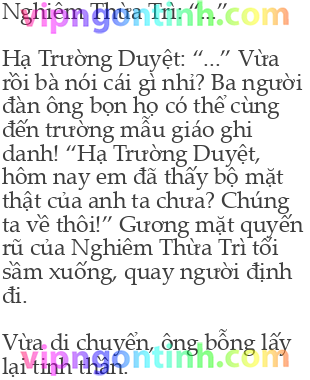 Nghiêm Thừa Trì: “...”
vipngontinh.com
Hạ Trường Duyệt: “...” Vừa
rồi bà nói cái gì nhỉ? Ba người
đàn ông bọn họ có thể cùng
đến trường mẫu giáo ghi
danh! “Hạ Trường Duyệt,
hôm nay em đã thấy bộ mặt
thật của anh ta chưa? Chúng
ta về thôi!” Gương mặt quyến
rũ của Nghiêm Thừa Trì tối
sầm xuống, quay người định
đi.
Vừa di chuyển, ông bỗng lấy
lại tinh thần.
vipngontinh.com